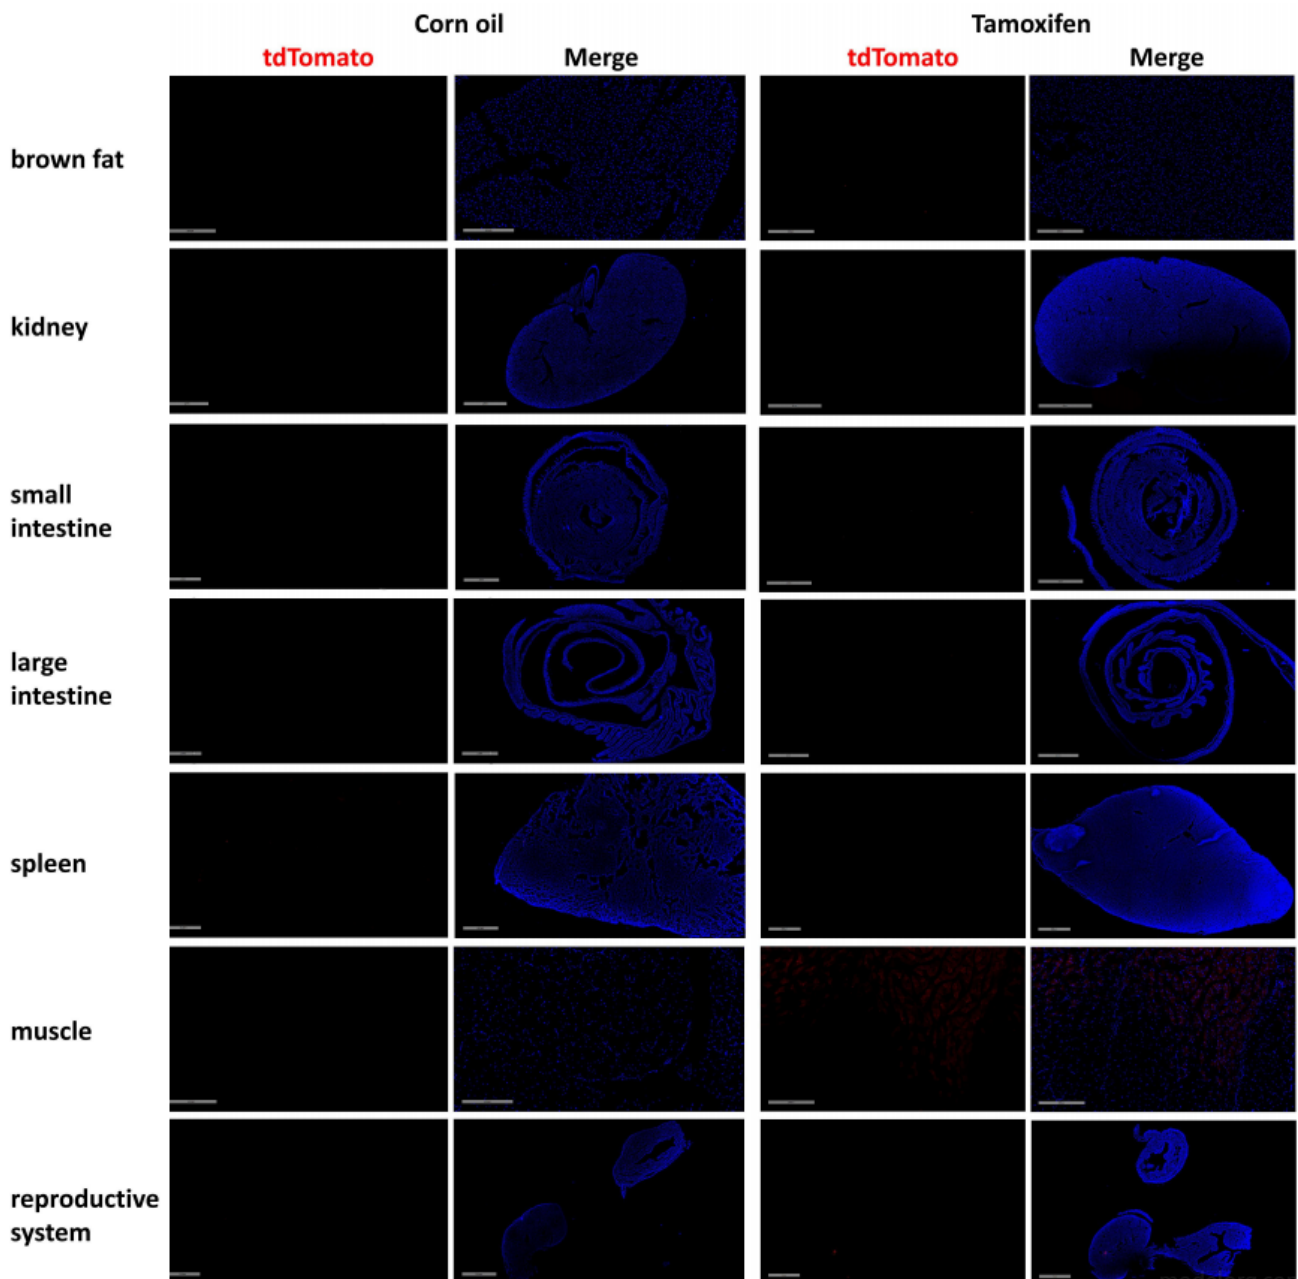 Corn oil Tamoxifen
tdTomato Merge tdTomato Merge
brown fat
kidney
small
intestine
large
intestine
spleen
muscle
reproductive
system